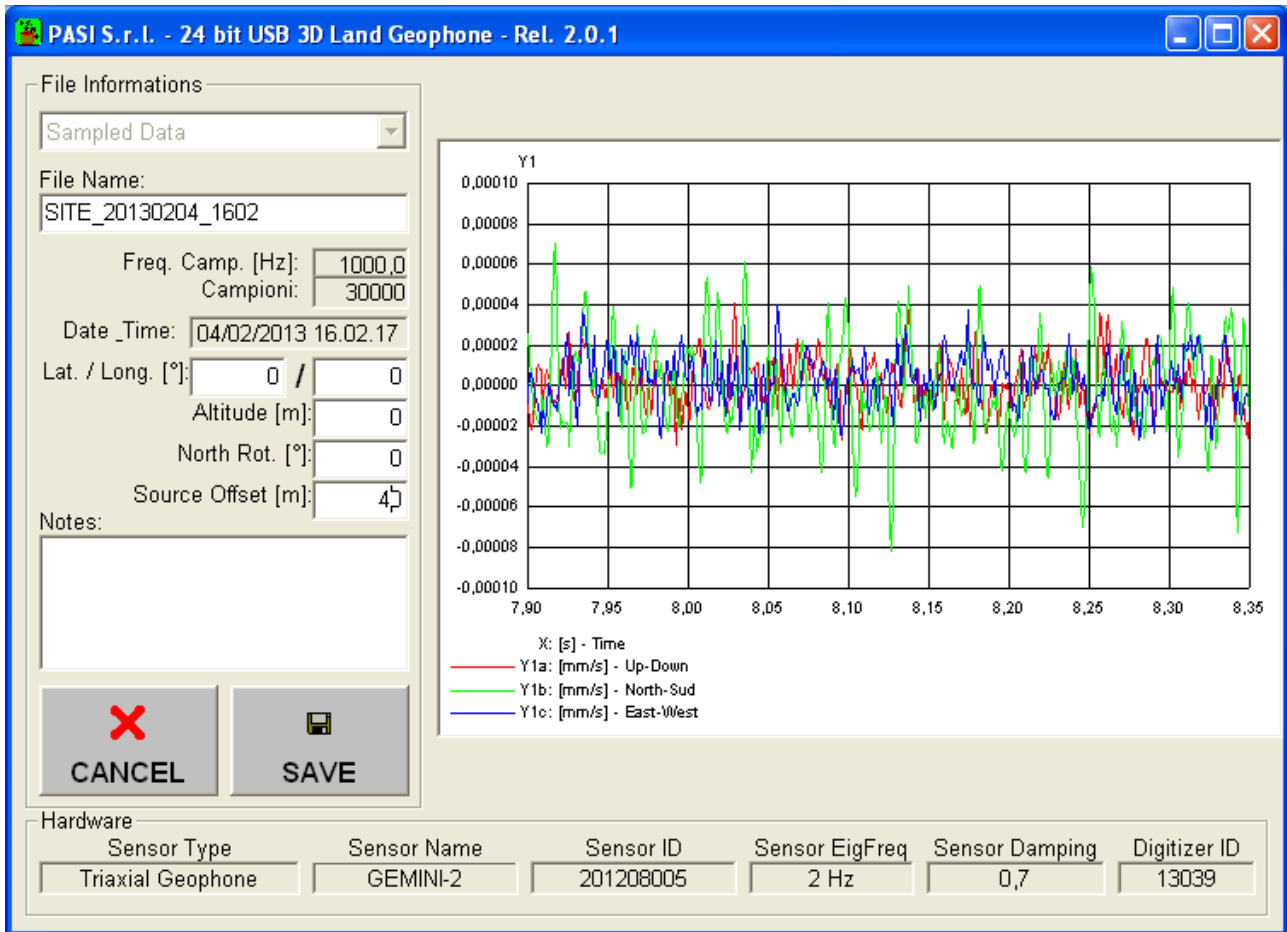 PASI S.r.l. - 24 bit USB 3D Land Geophone - Rel. 2.0.1
File Informations
Sampled Data
File Name:
SITE_20130204_1602
Freq. Camp. [Hz]: 1000,0
Campioni: 30000
Date _Time: 04/02/2013 16.02.17
Lat. / Long. [°]: 0 / 0
Altitude [m]: 0
North Rot. [°]: 0
Source Offset [m]:
Notes:
CANCEL
SAVE
Y1
0,00010
0,00008
0,00006
0,00004
0,00002
0,00000
-0,00002
-0,00004
-0,00006
-0,00008
-0,00010
7,90 7,95 8,00 8,05 8,10 8,15 8,20 8,25 8,30 8,35
X: [s] - Time
Y1a: [mm/s] - Up-Down
Y1b: [mm/s] - North-Sud
Y1c: [mm/s] - East-West
Hardware
Sensor Type Sensor Name Sensor ID Sensor EigFreq Sensor Damping Digitizer ID
Triaxial Geophone GEMINI-2 201208005 2 Hz 0,7 13039